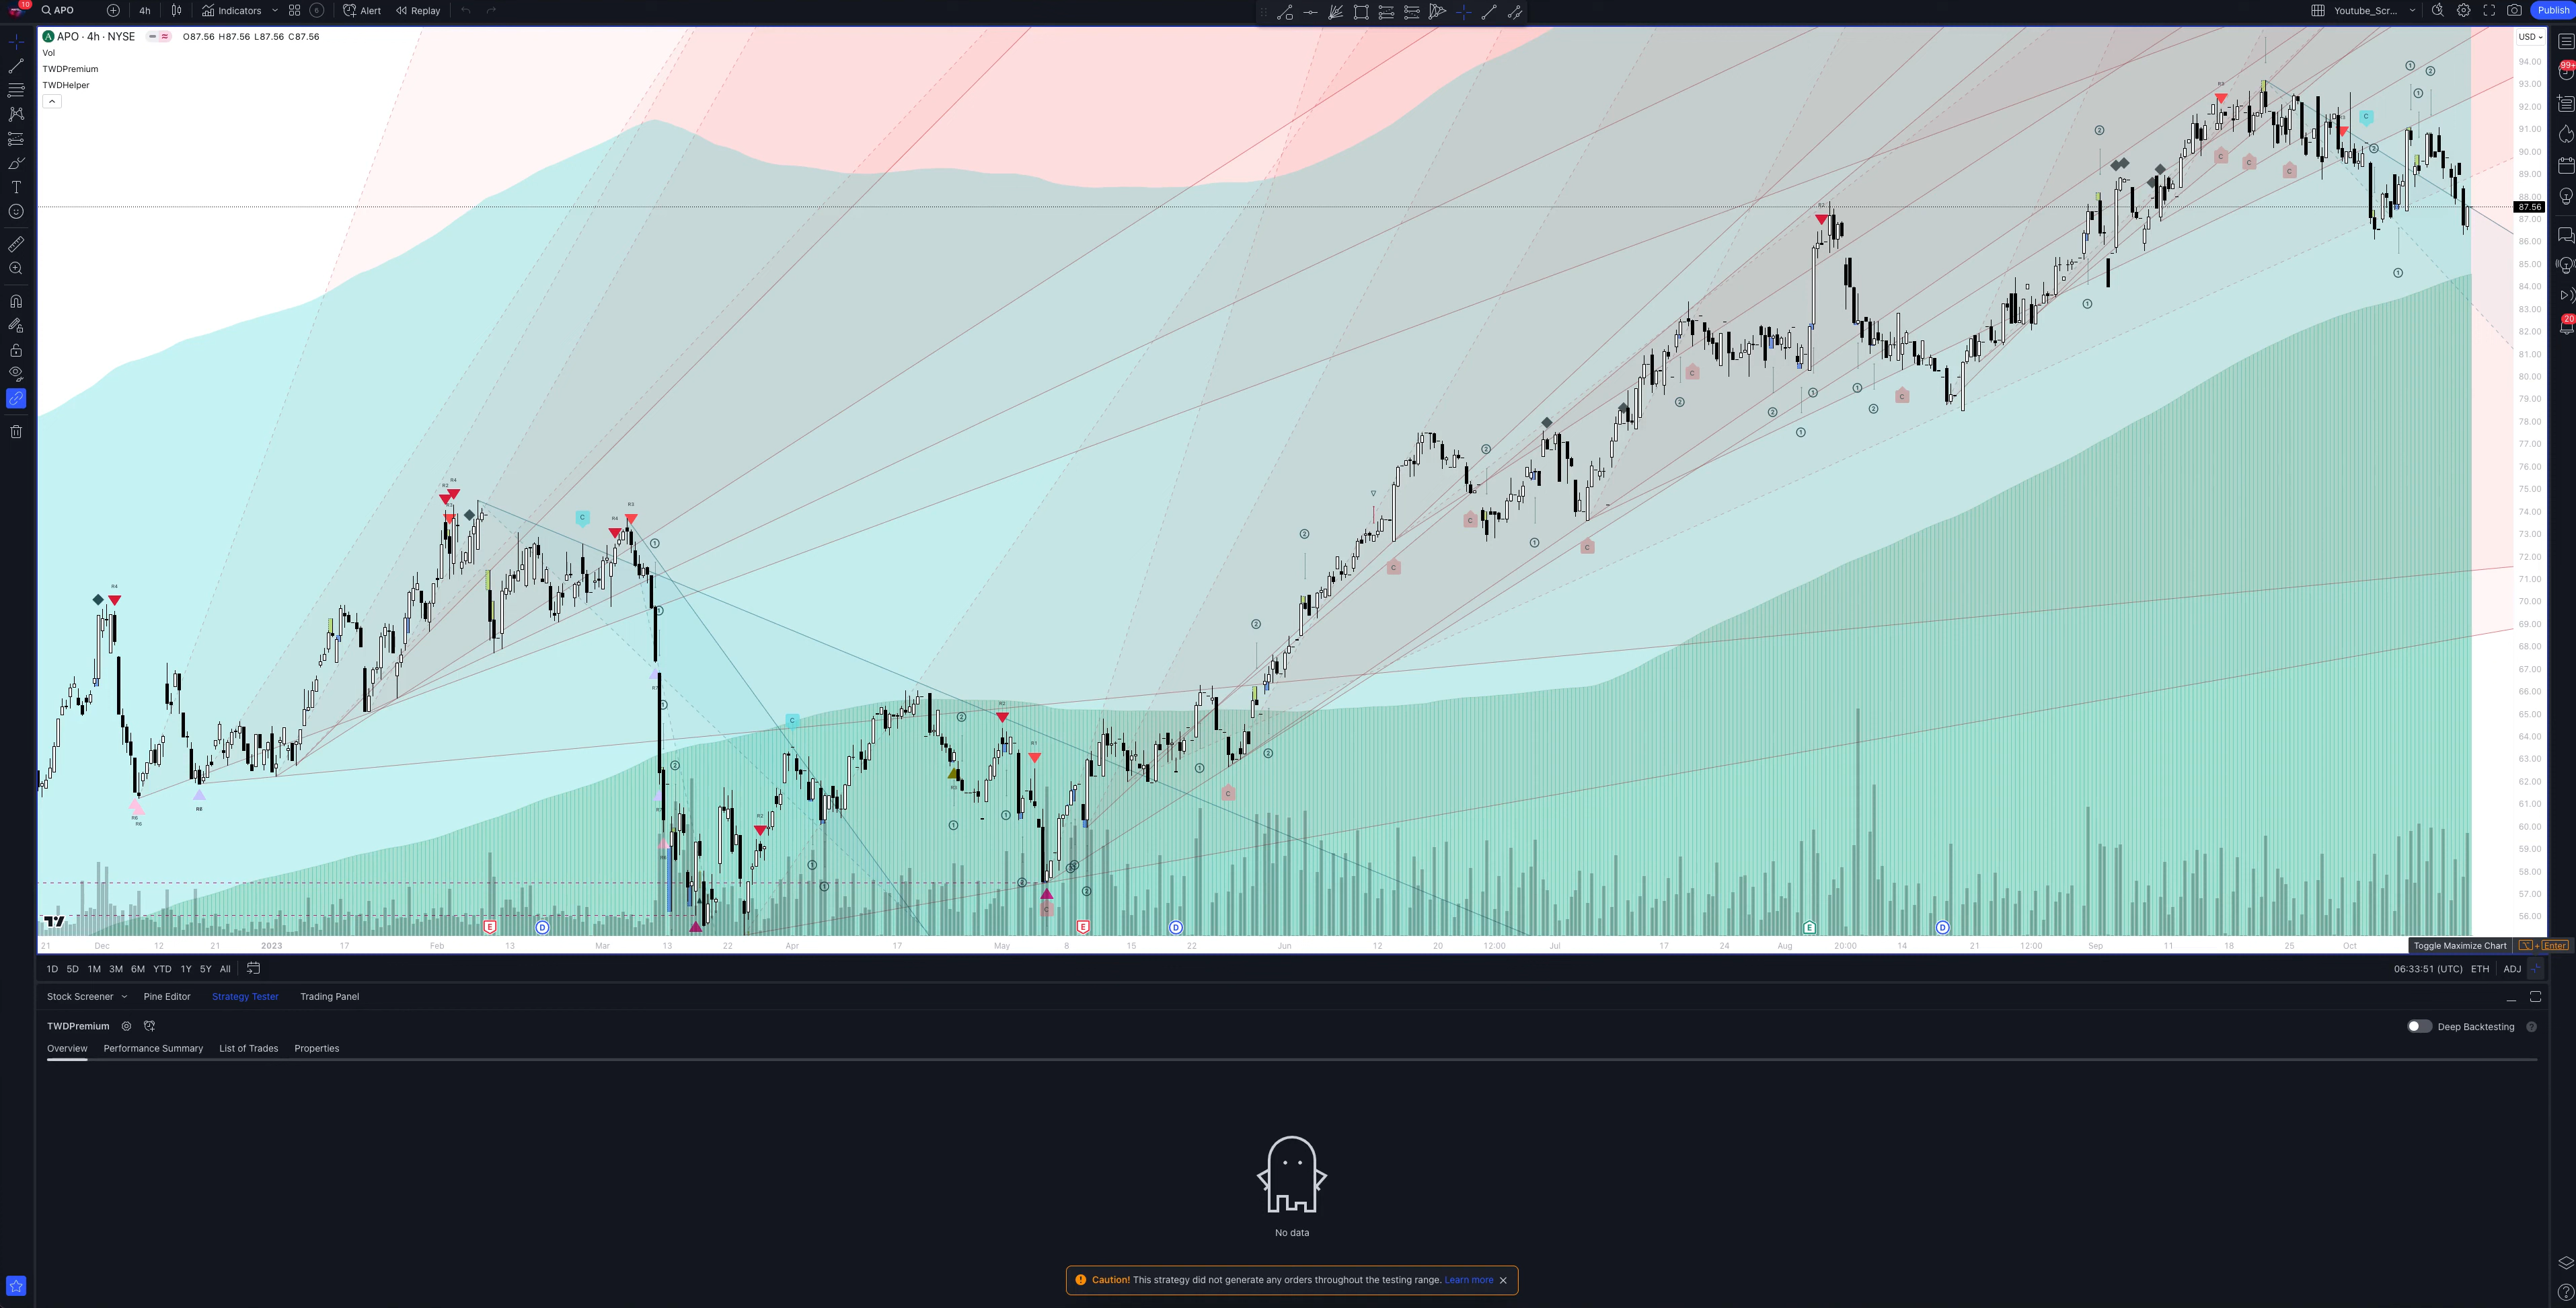 10
APO
4h
Indicators
Alert
Replay
Youtube_Scr...
Publish
A APO · 4h · NYSE O87.56 H87.56 L87.56 C87.56
USD
Vol
TWDPremium
TWDHelper
99+
20
94.00
93.00
92.00
91.00
90.00
89.00
88.00
87.56
87.00
86.00
85.00
84.00
83.00
82.00
81.00
80.00
79.00
78.00
77.00
76.00
75.00
74.00
73.00
72.00
71.00
70.00
69.00
68.00
67.00
66.00
65.00
64.00
63.00
62.00
61.00
60.00
59.00
58.00
57.00
56.00
21 Dec 12 21 2023 17 Feb 13 Mar 13 22 Apr 17 May 8 15 22 Jun 12 20 12:00 Jul 17 24 Aug 20:00 14 21 12:00 Sep 11 18 25 Oct
Toggle Maximize Chart ⌥ + Enter
1D 5D 1M 3M 6M YTD 1Y 5Y All
06:33:51 (UTC) ETH ADJ
Stock Screener Pine Editor Strategy Tester Trading Panel
TWDPremium
Deep Backtesting
Overview Performance Summary List of Trades Properties
No data
Caution! This strategy did not generate any orders throughout the testing range. Learn more